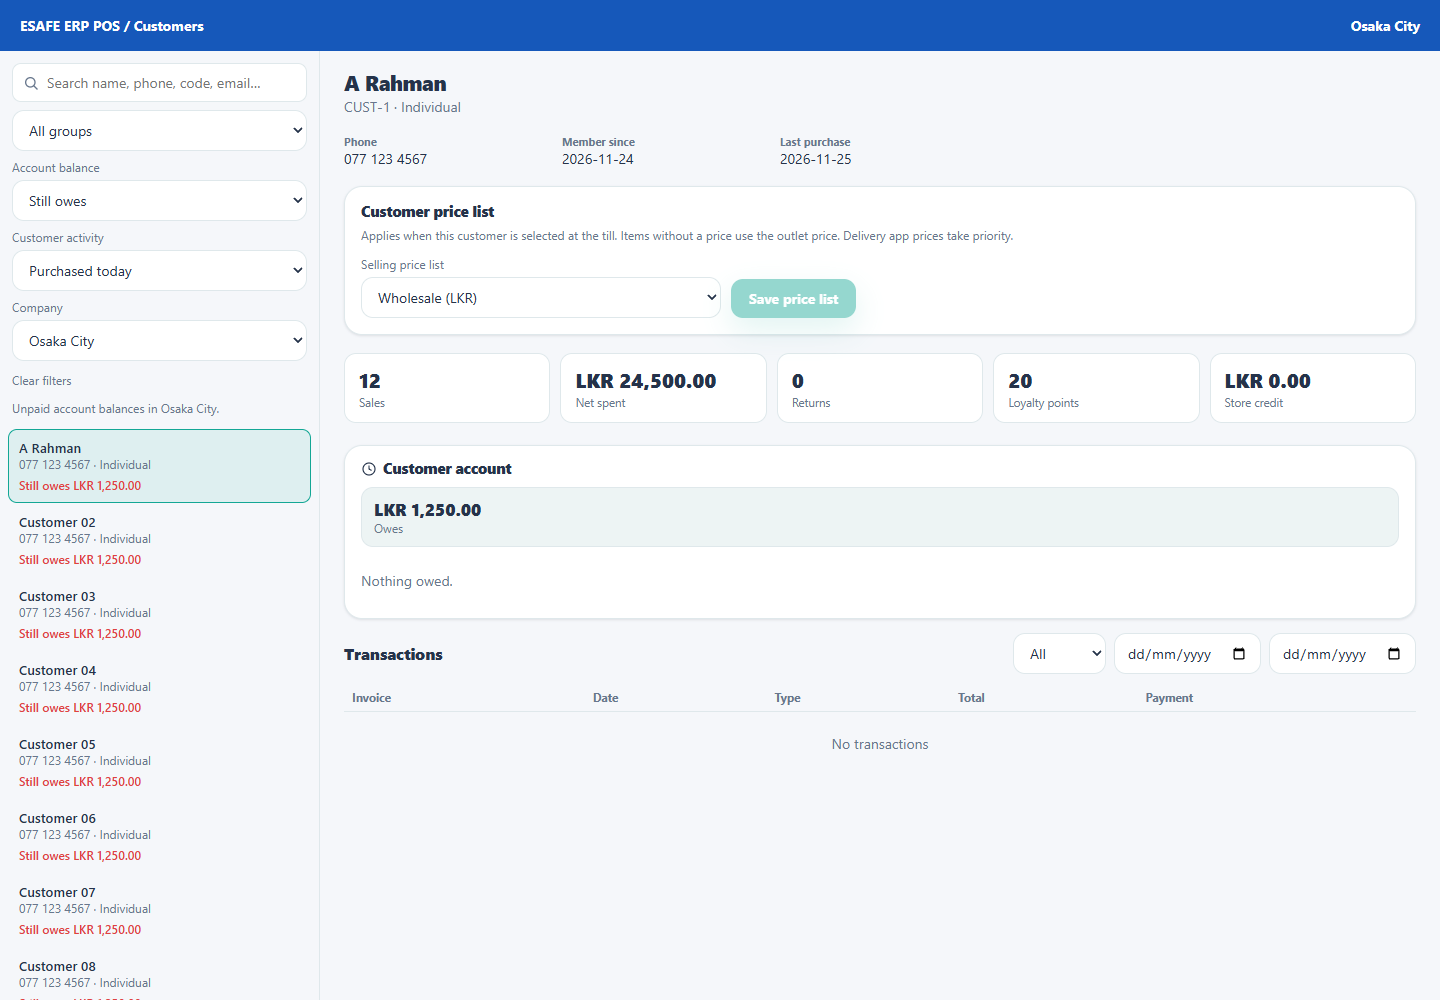 ESAFE ERP POS / Customers
Osaka City
Search name, phone, code, email...
All groups
Account balance
Still owes
Customer activity
Purchased today
Company
Osaka City
Clear filters
Unpaid account balances in Osaka City.
A Rahman
077 123 4567 · Individual
Still owes LKR 1,250.00
Customer 02
077 123 4567 · Individual
Still owes LKR 1,250.00
Customer 03
077 123 4567 · Individual
Still owes LKR 1,250.00
Customer 04
077 123 4567 · Individual
Still owes LKR 1,250.00
Customer 05
077 123 4567 · Individual
Still owes LKR 1,250.00
Customer 06
077 123 4567 · Individual
Still owes LKR 1,250.00
Customer 07
077 123 4567 · Individual
Still owes LKR 1,250.00
Customer 08
077 123 4567 · Individual
A Rahman
CUST-1 · Individual
Phone Member since Last purchase
077 123 4567 2026-11-24 2026-11-25
Customer price list
Applies when this customer is selected at the till. Items without a price use the outlet price. Delivery app prices take priority.
Selling price list
Wholesale (LKR) Save price list
12 LKR 24,500.00 0 20 LKR 0.00
Sales Net spent Returns Loyalty points Store credit
Customer account
LKR 1,250.00
Owes
Nothing owed.
Transactions All dd/mm/yyyy dd/mm/yyyy
Invoice Date Type Total Payment
No transactions